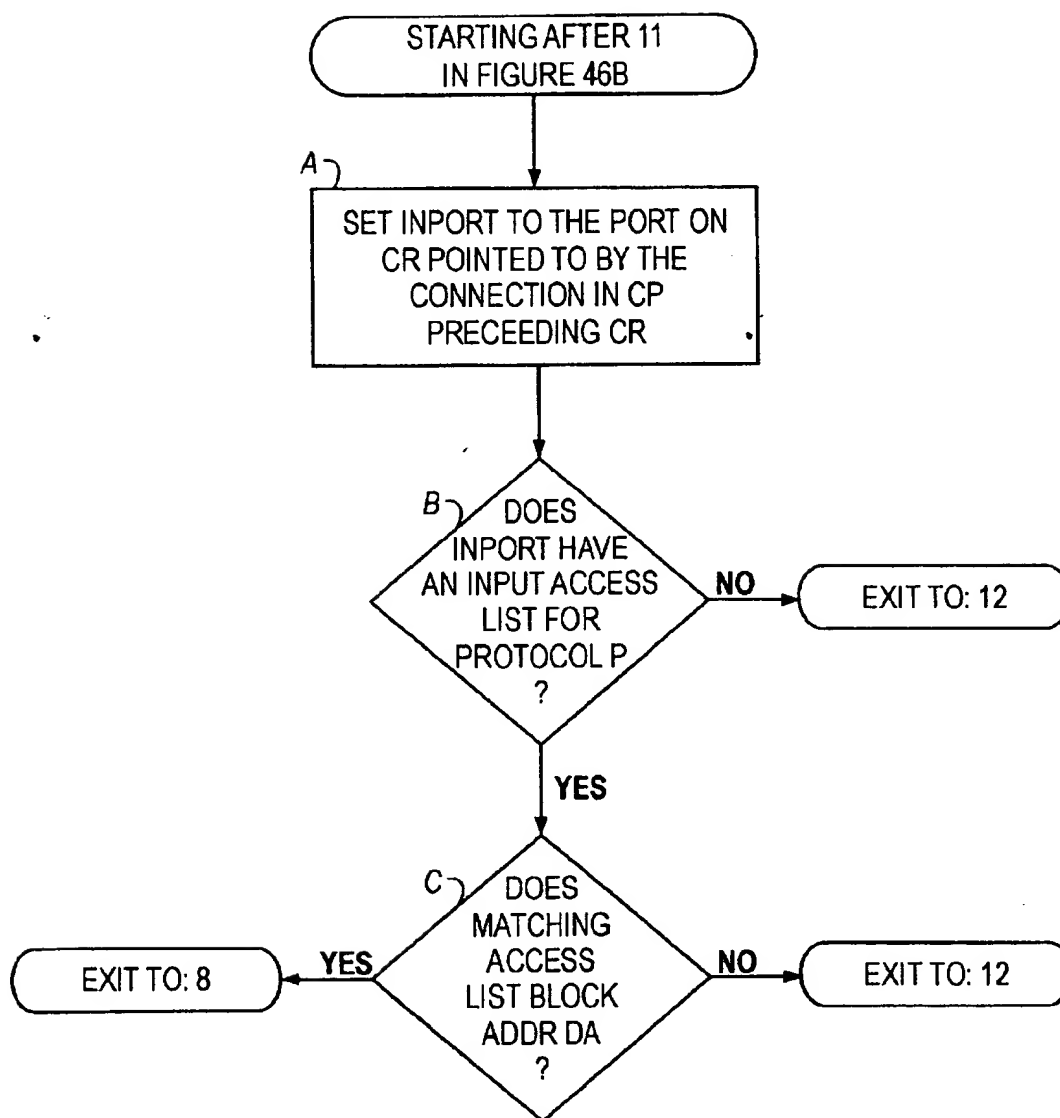 STARTING AFTER 11
IN FIGURE 46B
A
SET INPORT TO THE PORT ON
CR POINTED TO BY THE
CONNECTION IN CP
PRECEEDING CR
B
DOES
INPORT HAVE
AN INPUT ACCESS
LIST FOR
PROTOCOL P
?
NO
EXIT TO: 12
YES
C
DOES
MATCHING
ACCESS
LIST BLOCK
ADDR DA
?
YES
EXIT TO: 8
NO
EXIT TO: 12